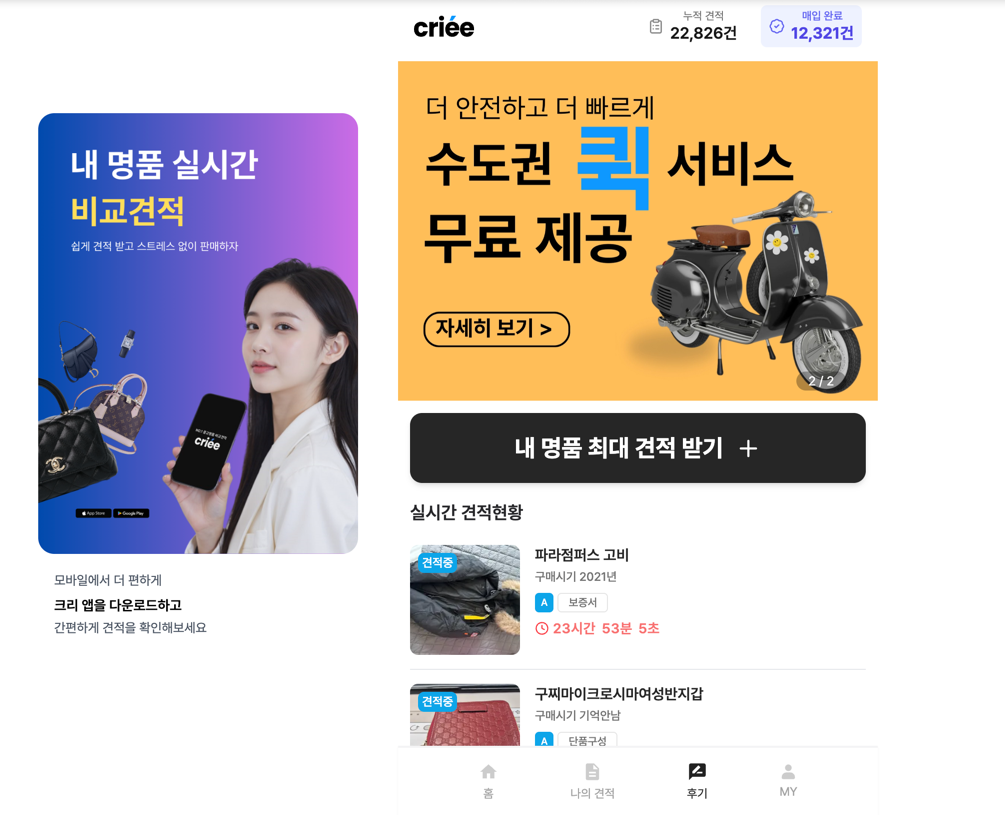 criée
누적 견적
22,826건
매입 완료
12,321건
내 명품 실시간
비교견적
쉽게 견적 받고 스트레스 없이 판매하자
criée
App Store
Google Play
모바일에서 더 편하게
크리 앱을 다운로드하고
간편하게 견적을 확인해보세요
더 안전하고 더 빠르게
수도권 퀵 서비스
무료 제공
자세히 보기 >
2 / 2
내 명품 최대 견적 받기 +
실시간 견적현황
견적중
파라점퍼스 고비
구매시기 2021년
A 보증서
23시간 53분 5초
견적중
구찌마이크로시마여성반지갑
구매시기 기억안남
A 단품구성
홈
나의 견적
후기
MY